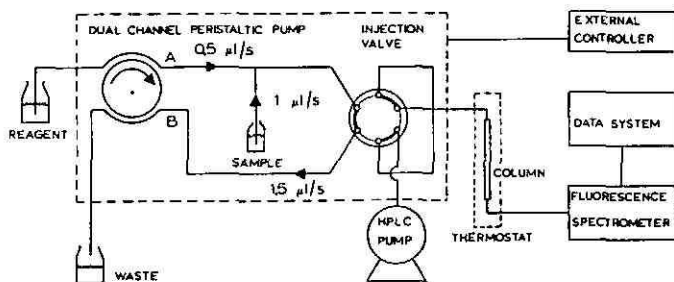 DUAL CHANNEL PERISTALTIC PUMP
INJECTION
VALVE
EXTERNAL
CONTROLLER
A
0,5 µl/s
1 µl/s
REAGENT
B
SAMPLE
1,5 µl/s
DATA SYSTEM
COLUMN
HPLC
PUMP
THERMOSTAT
FLUORESCENCE
SPECTROMETER
WASTE